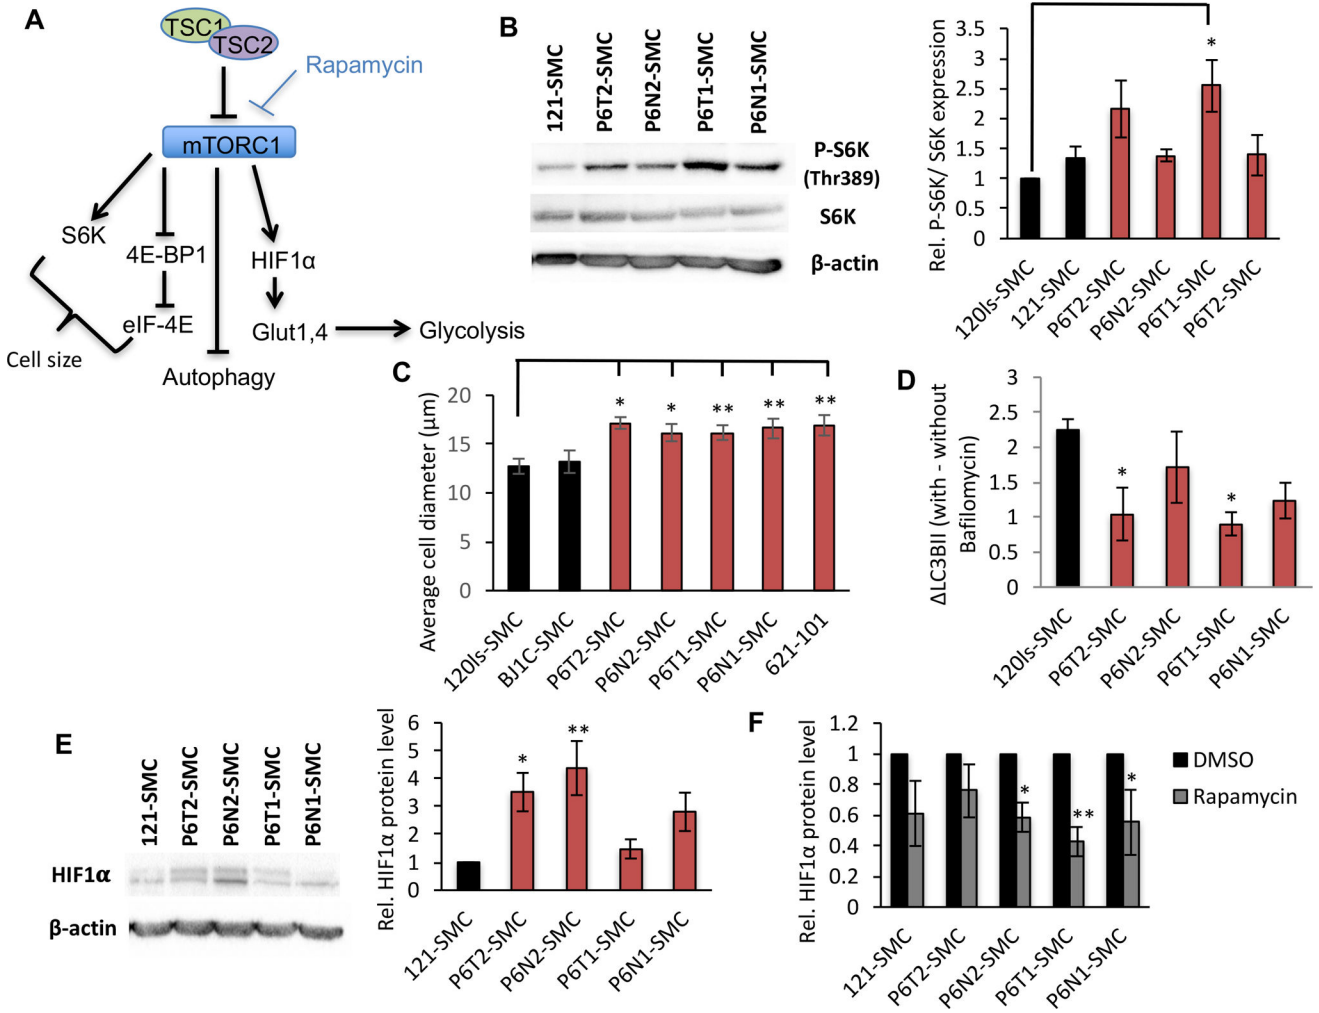 A
TSC1
TSC2
Rapamycin
mTORC1
S6K
4E-BP1
HIF1α
eIF-4E
Glut1,4
Glycolysis
Cell size
Autophagy
B
121-SMC
P6T2-SMC
P6N2-SMC
P6T1-SMC
P6N1-SMC
P-S6K
(Thr389)
S6K
β-actin
Rel. P-S6K/ S6K expression
3.5
3
2.5
2
1.5
1
0.5
0
*
120ls-SMC
121-SMC
P6T2-SMC
P6N2-SMC
P6T1-SMC
P6T2-SMC
C
Average cell diameter (μm)
20
15
10
5
0
*
*
**
**
**
120ls-SMC
BJ1C-SMC
P6T2-SMC
P6N2-SMC
P6T1-SMC
P6N1-SMC
621-101
D
ΔLC3BII (with - without
Bafilomycin)
3
2.5
2
1.5
1
0.5
0
*
*
120ls-SMC
P6T2-SMC
P6N2-SMC
P6T1-SMC
P6N1-SMC
E
121-SMC
P6T2-SMC
P6N2-SMC
P6T1-SMC
P6N1-SMC
HIF1α
β-actin
Rel. HIF1α protein level
6
5
4
3
2
1
0
*
**
121-SMC
P6T2-SMC
P6N2-SMC
P6T1-SMC
P6N1-SMC
F
Rel. HIF1α protein level
1.2
1
0.8
0.6
0.4
0.2
0
*
**
*
DMSO
Rapamycin
121-SMC
P6T2-SMC
P6N2-SMC
P6T1-SMC
P6N1-SMC